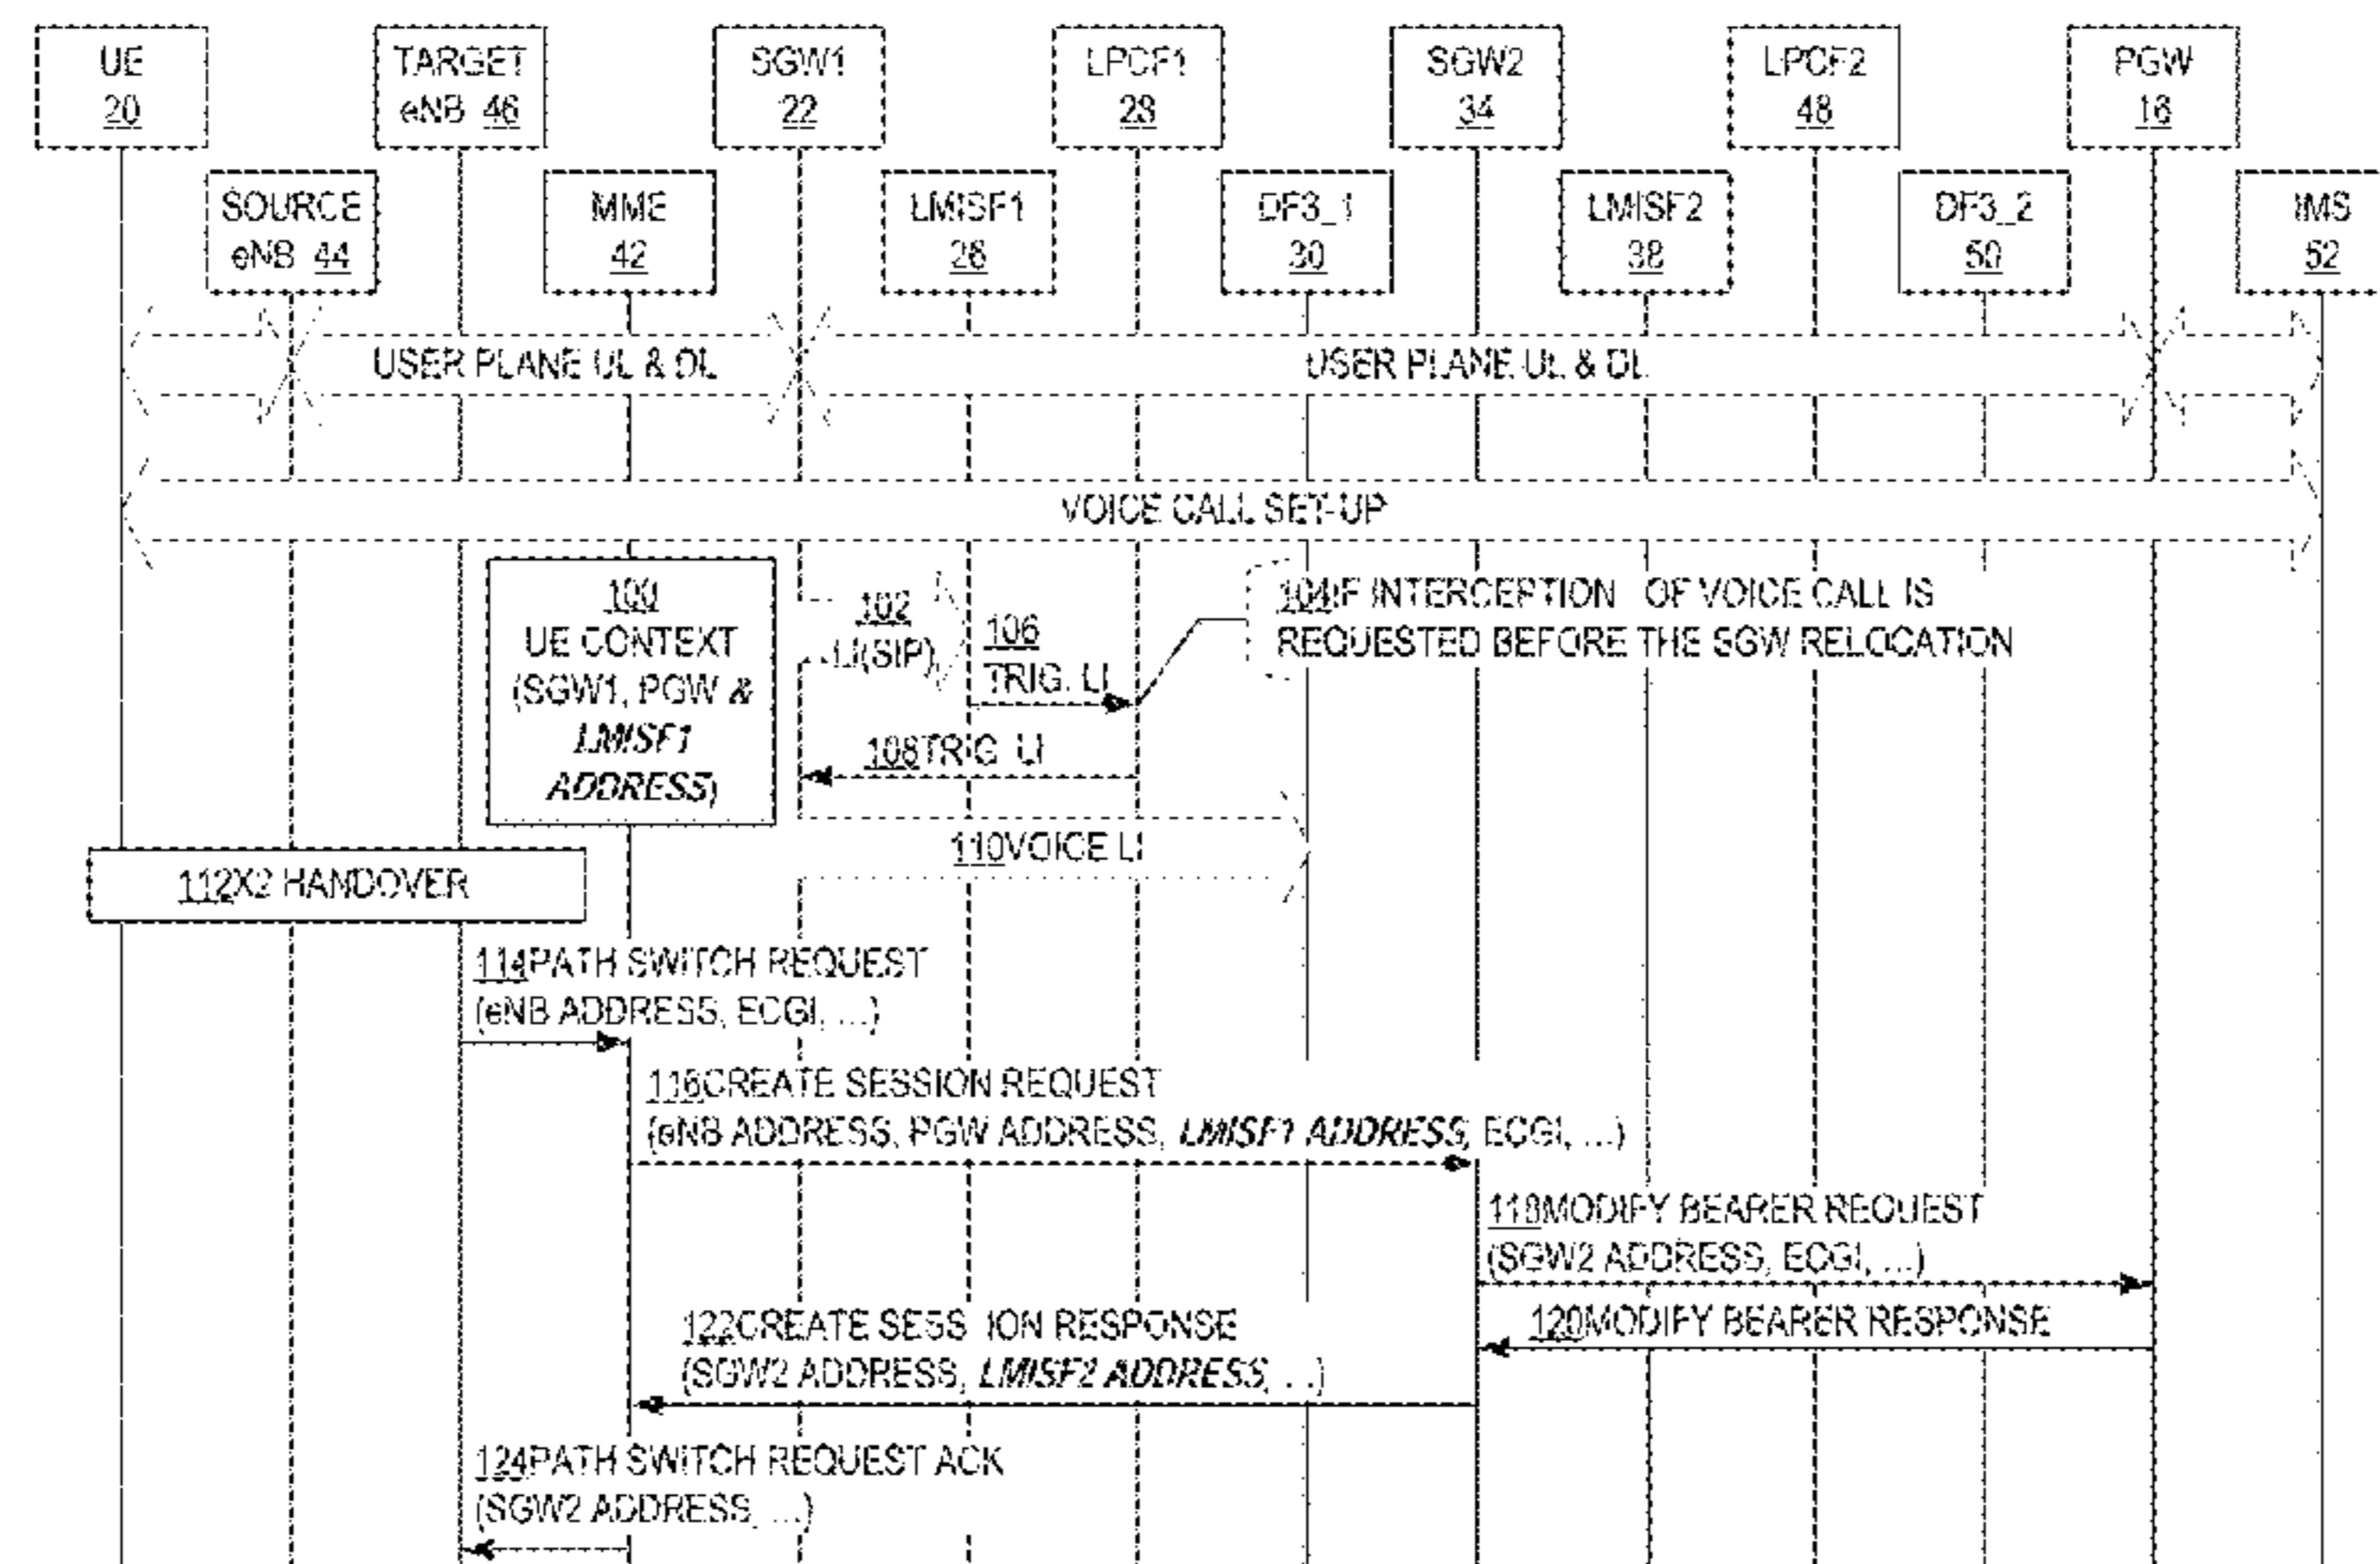 UE
20
TARGET
eNB 46
SGW1
22
LPCF1
28
SGW2
34
LPCF2
48
PGW
16
SOURCE
eNB 44
MME
42
LMISF1
26
DF3_1
30
LMISF2
38
DF3_2
50
IMS
52
USER PLANE UL & DL
USER PLANE UL & DL
VOICE CALL SET-UP
100
UE CONTEXT
(SGW1, PGW &
LMISF1
ADDRESS)
102
LI(SIP)
104IF INTERCEPTION OF VOICE CALL IS
REQUESTED BEFORE THE SGW RELOCATION
106
TRIG. LI
108TRIG LI
110VOICE LI
112X2 HANDOVER
114PATH SWITCH REQUEST
(eNB ADDRESS, ECGI, ...)
116CREATE SESSION REQUEST
(eNB ADDRESS, PGW ADDRESS, LMISF1 ADDRESS, ECGI, ...)
118MODIFY BEARER REQUEST
(SGW2 ADDRESS, ECGI, ...)
120MODIFY BEARER RESPONSE
122CREATE SESS ION RESPONSE
(SGW2 ADDRESS, LMISF2 ADDRESS, ...)
124PATH SWITCH REQUEST ACK
(SGW2 ADDRESS, ...)